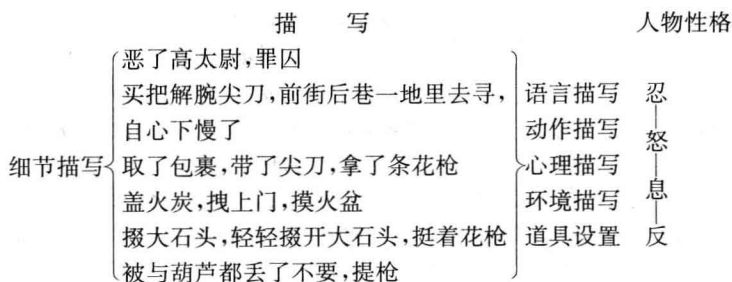 描 写 人物性格
恶了高太尉,罪囚
买把解腕尖刀,前街后巷一地里去寻, 语言描写 忍
自心下慢了 动作描写
怒
细节描写 取了包裹,带了尖刀,拿了条花枪 心理描写
息
盖火炭,拽上门,摸火盆 环境描写
掇大石头,轻轻掇开大石头,挺着花枪 道具设置 反
被与葫芦都丢了不要,提枪